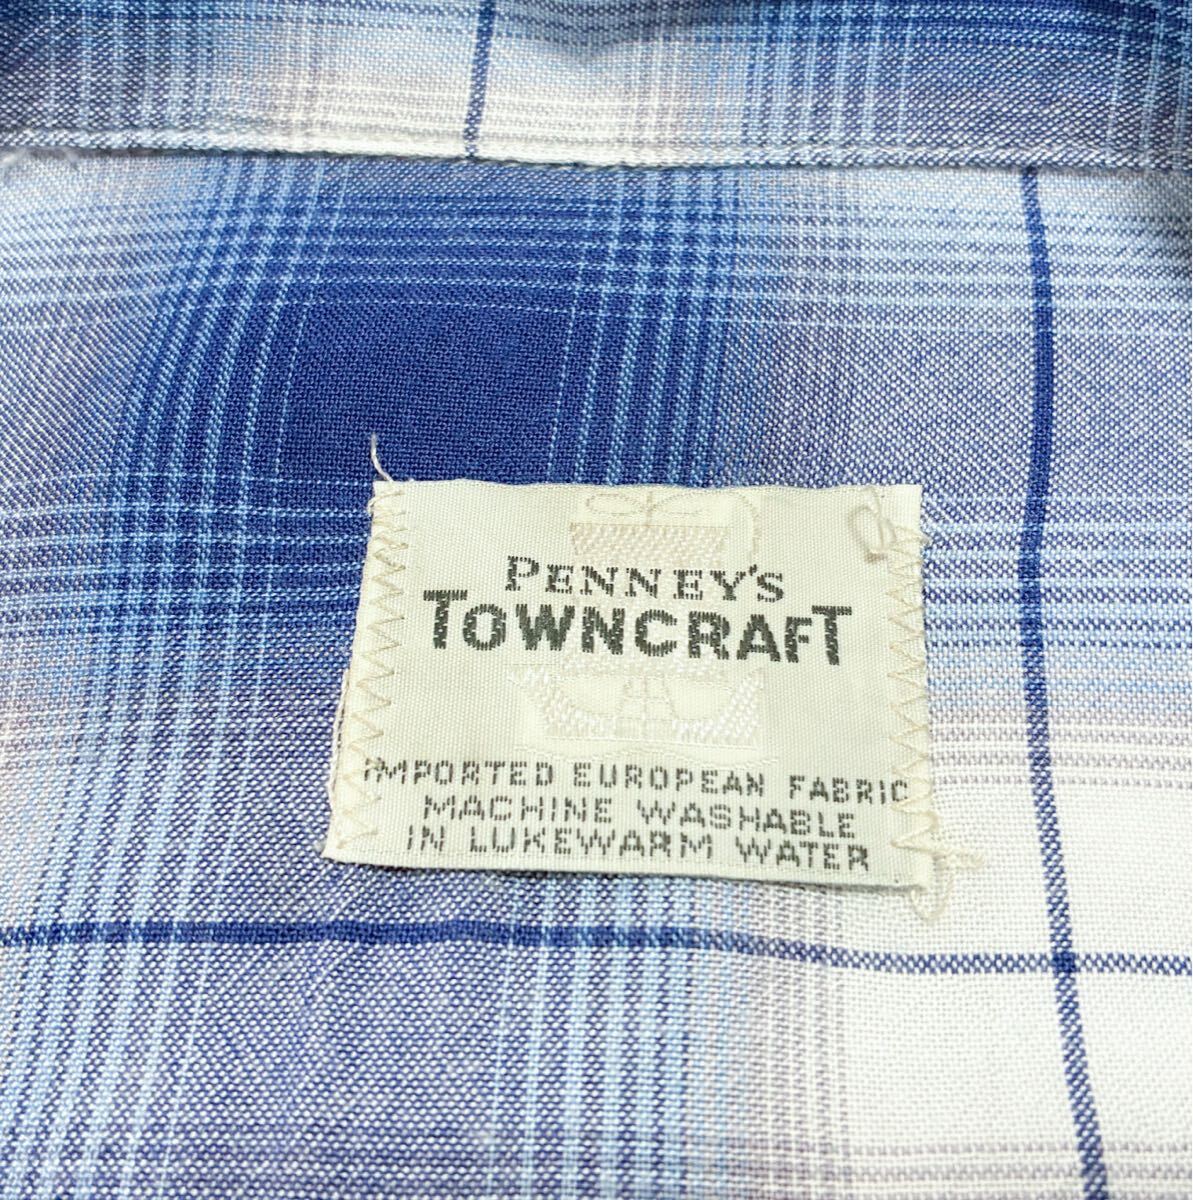 PENNEY'S
TOWNCRAFT
IMPORTED EUROPEAN FABRIC
MACHINE WASHABLE
IN LUKEWARM WATER